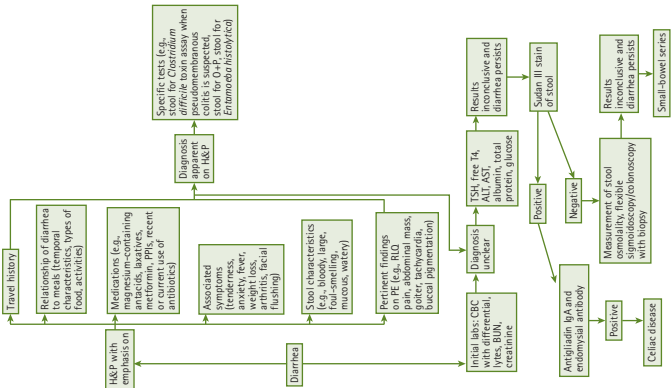 Diarrhea
H&P with
emphasis on
Travel history
Relationship of diarrhea
to meals (temporal
characteristics, types of
food, activities)
Medications (e.g.,
magnesium-containing
antacids, laxatives,
metformin, PPIs, recent
or current use of
antibiotics)
Associated
symptoms
(tenderness,
anxiety, fever,
weight loss,
arthritis, facial
flushing)
Stool characteristics
(e.g., bloody, large,
foul-smelling,
mucous, watery)
Pertinent findings
on PE (e.g., RLQ
pain, abdominal mass,
goiter, tachycardia,
buccal pigmentation)
Diagnosis
apparent
on H&P
Specific tests (e.g.,
stool for Clostridium
difficile toxin assay when
pseudomembranous
colitis is suspected,
stool for O+P, stool for
Entamoeba histolytica)
Initial labs: CBC
with differential,
lytes, BUN,
creatinine
Diagnosis
unclear
TSH, free T4,
ALT, AST,
albumin, total
protein, glucose
Results
inconclusive and
diarrhea persists
Sudan III stain
of stool
Positive
Negative
Antigliadin IgA and
endomysial antibody
Positive
Celiac disease
Measurement of stool
osmolality, flexible
sigmoidoscopy/colonoscopy
with biopsy
Results
inconclusive and
diarrhea persists
Small-bowel series